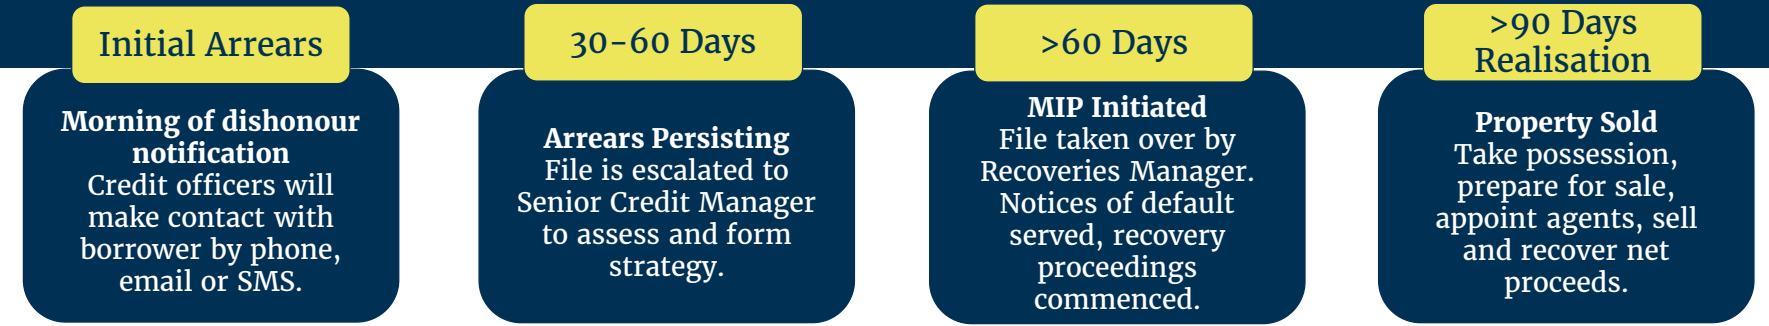 Initial Arrears
Morning of dishonour
notification
Credit officers will
make contact with
borrower by phone,
email or SMS.
30-60 Days
Arrears Persisting
File is escalated to
Senior Credit Manager
to assess and form
strategy.
>60 Days
MIP Initiated
File taken over by
Recoveries Manager.
Notices of default
served, recovery
proceedings
commenced.
>90 Days
Realisation
Property Sold
Take possession,
prepare for sale,
appoint agents, sell
and recover net
proceeds.